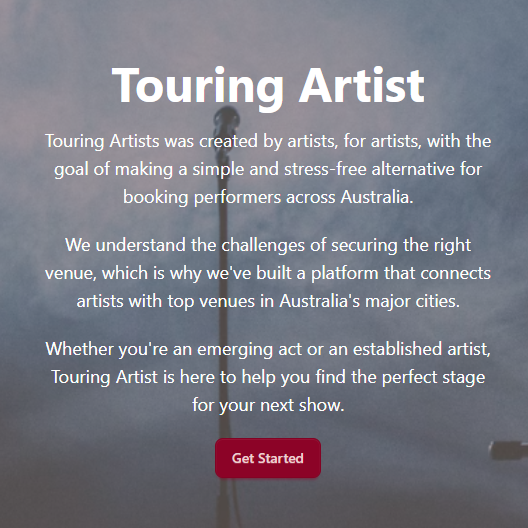 Touring Artist
Touring Artists was created by artists, for artists, with the
goal of making a simple and stress-free alternative for
booking performers across Australia.
We understand the challenges of securing the right
venue, which is why we've built a platform that connects
artists with top venues in Australia's major cities.
Whether you're an emerging act or an established artist,
Touring Artist is here to help you find the perfect stage
for your next show.
Get Started